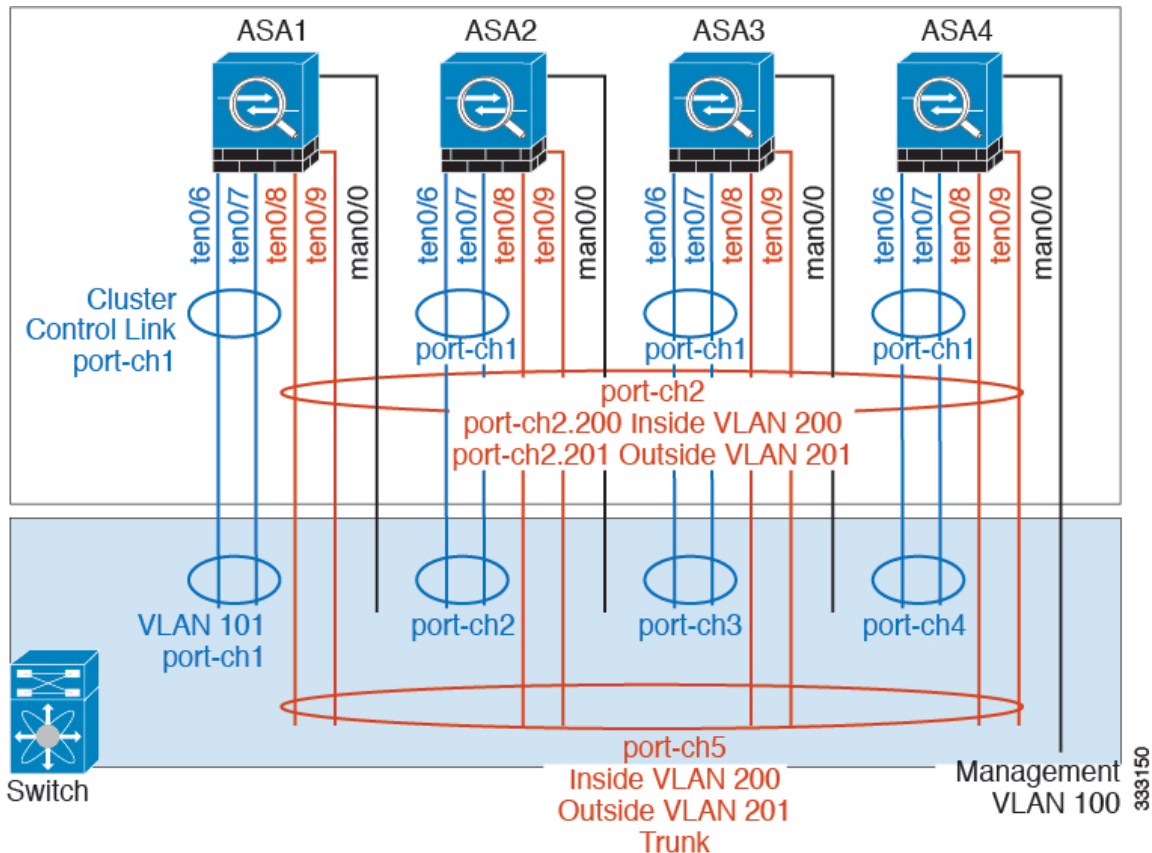 ASA1
ASA2
ASA3
ASA4
ten0/6
ten0/7
ten0/8
ten0/9
man0/0
ten0/6
ten0/7
ten0/8
ten0/9
man0/0
ten0/6
ten0/7
ten0/8
ten0/9
man0/0
ten0/6
ten0/7
ten0/8
ten0/9
man0/0
Cluster
Control Link
port-ch1
port-ch1
port-ch1
port-ch1
port-ch2
port-ch2.200 Inside VLAN 200
port-ch2.201 Outside VLAN 201
VLAN 101
port-ch1
port-ch2
port-ch3
port-ch4
Switch
port-ch5
Inside VLAN 200
Outside VLAN 201
Trunk
Management
VLAN 100
333150